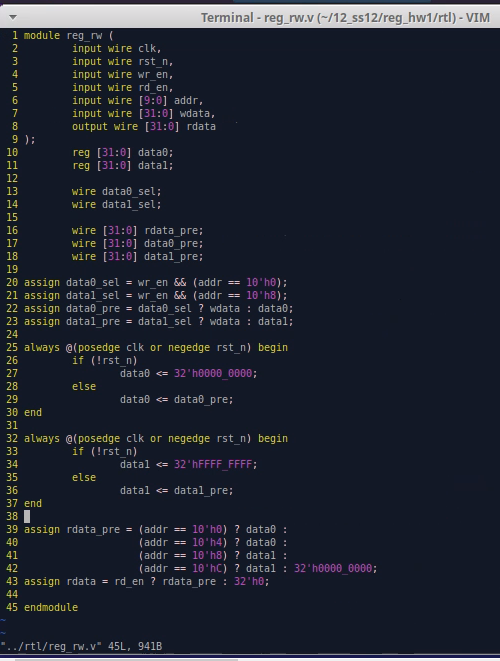 Terminal - reg_rw.v (~/12_ss12/reg_hw1/rtl) - VIM
1 module reg_rw (
2         input wire clk,
3         input wire rst_n,
4         input wire wr_en,
5         input wire rd_en,
6         input wire [9:0] addr,
7         input wire [31:0] wdata,
8         output wire [31:0] rdata
9 );
10         reg [31:0] data0;
11         reg [31:0] data1;
12
13         wire data0_sel;
14         wire data1_sel;
15
16         wire [31:0] rdata_pre;
17         wire [31:0] data0_pre;
18         wire [31:0] data1_pre;
19
20 assign data0_sel = wr_en && (addr == 10'h0);
21 assign data1_sel = wr_en && (addr == 10'h8);
22 assign data0_pre = data0_sel ? wdata : data0;
23 assign data1_pre = data1_sel ? wdata : data1;
24
25 always @(posedge clk or negedge rst_n) begin
26         if (!rst_n)
27                 data0 <= 32'h0000_0000;
28         else
29                 data0 <= data0_pre;
30 end
31
32 always @(posedge clk or negedge rst_n) begin
33         if (!rst_n)
34                 data1 <= 32'hFFFF_FFFF;
35         else
36                 data1 <= data1_pre;
37 end
38
39 assign rdata_pre = (addr == 10'h0) ? data0 :
40                    (addr == 10'h4) ? data0 :
41                    (addr == 10'h8) ? data1 :
42                    (addr == 10'hC) ? data1 : 32'h0000_0000;
43 assign rdata = rd_en ? rdata_pre : 32'h0;
44
45 endmodule
~
~
"../rtl/reg_rw.v" 45L, 941B